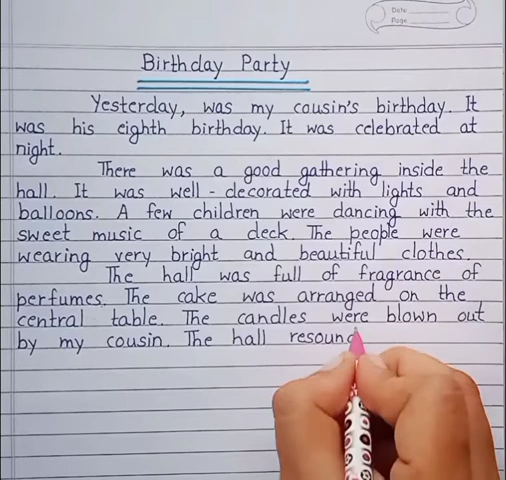 Date:
Page:
Birthday Party
Yesterday, was my cousin's birthday. It
was his eighth birthday. It was celebrated at
night.
There was a good gathering inside the
hall. It was well - decorated with lights and
balloons. A few children were dancing with the
sweet music of a deck. The people were
wearing very bright and beautiful clothes.
The hall was full of fragrance of
perfumes. The cake was arranged on the
central table. The candles were blown out
by my cousin. The hall resound